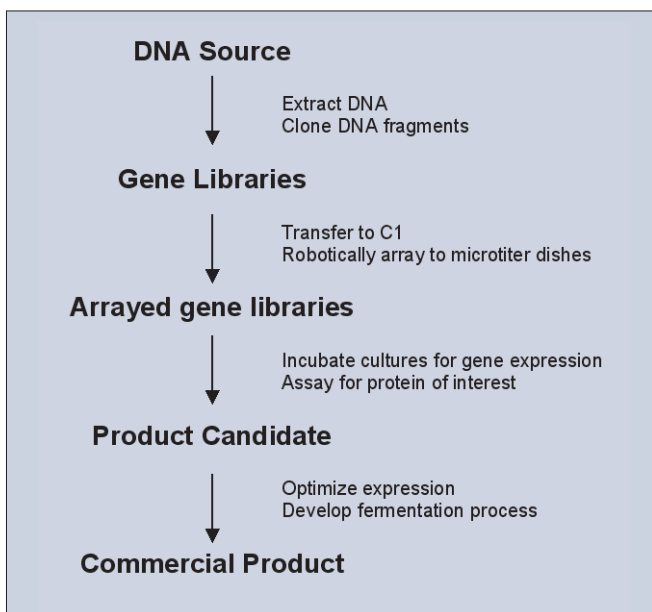 DNA Source
Extract DNA
Clone DNA fragments
Gene Libraries
Transfer to C1
Robotically array to microtiter dishes
Arrayed gene libraries
Incubate cultures for gene expression
Assay for protein of interest
Product Candidate
Optimize expression
Develop fermentation process
Commercial Product